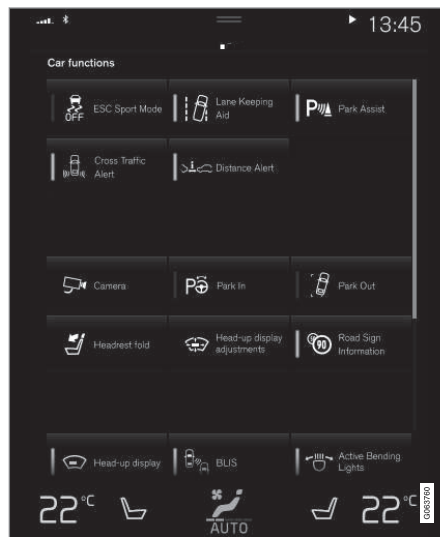 13:45
Car functions
OFF
ESC Sport Mode
Lane Keeping
Aid
P
Park Assist
Cross Traffic
Alert
Distance Alert
Camera
P
Park In
Park Out
Headrest fold
Head-up display
adjustments
90
Road Sign
Information
Head-up display
BLIS
Active Bending
Lights
22°C
AUTO
22°C
G063760